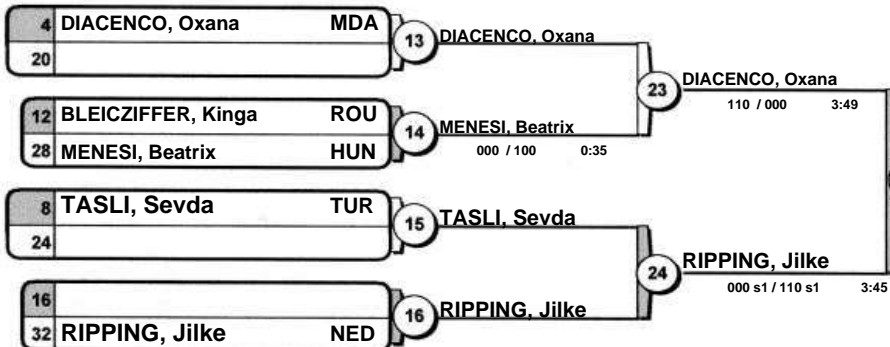 4 DIACENCO, Oxana MDA
20
13 DIACENCO, Oxana
12 BLEICZIFFER, Kinga ROU
28 MENESI, Beatrix HUN
14 MENESI, Beatrix
000 / 100 0:35
23 DIACENCO, Oxana
110 / 000 3:49
8 TASLI, Sevda TUR
24
15 TASLI, Sevda
16
32 RIPPING, Jilke NED
16 RIPPING, Jilke
24 RIPPING, Jilke
000 s1 / 110 s1 3:45